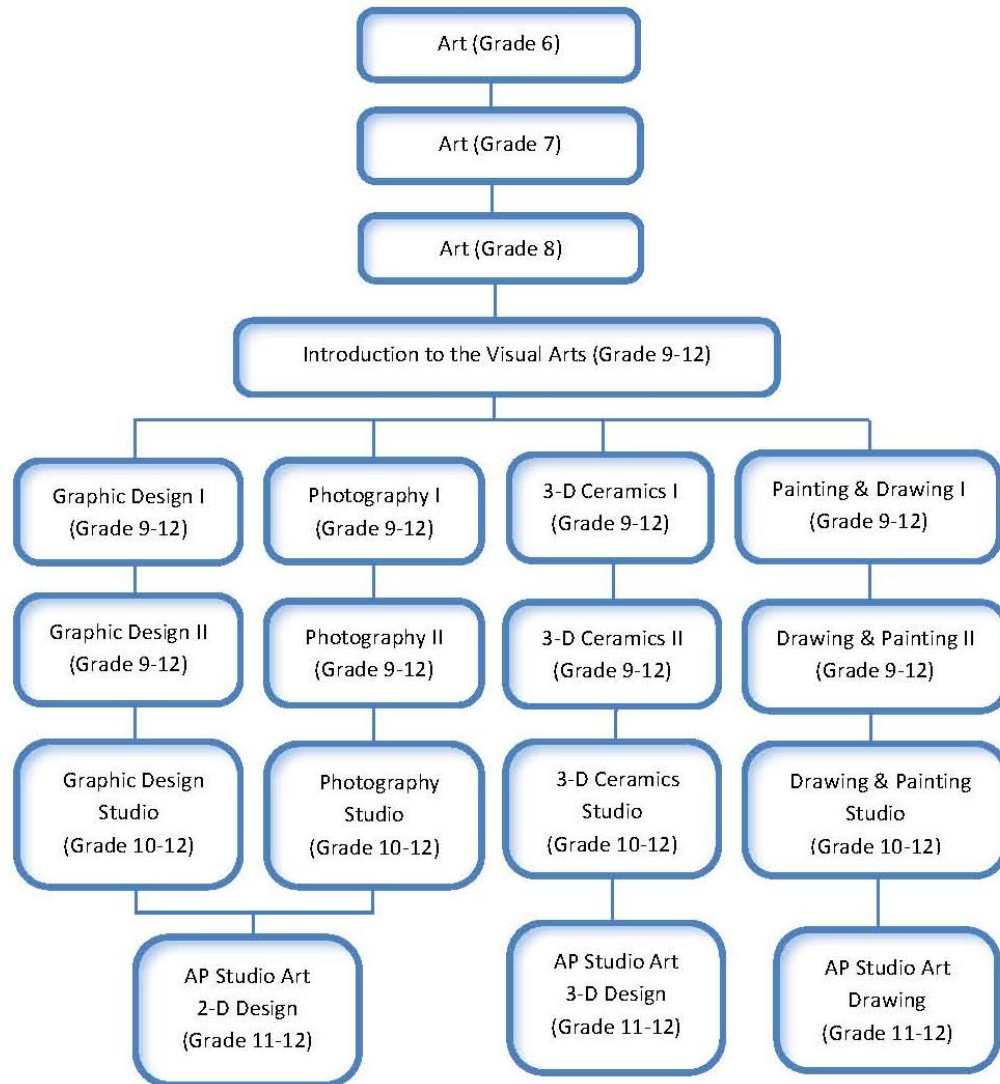 Art (Grade 6)
Art (Grade 7)
Art (Grade 8)
Introduction to the Visual Arts (Grade 9-12)
Graphic Design I
(Grade 9-12)
Photography I
(Grade 9-12)
3-D Ceramics I
(Grade 9-12)
Painting & Drawing I
(Grade 9-12)
Graphic Design II
(Grade 9-12)
Photography II
(Grade 9-12)
3-D Ceramics II
(Grade 9-12)
Drawing & Painting II
(Grade 9-12)
Graphic Design
Studio
(Grade 10-12)
Photography
Studio
(Grade 10-12)
3-D Ceramics
Studio
(Grade 10-12)
Drawing & Painting
Studio
(Grade 10-12)
AP Studio Art
2-D Design
(Grade 11-12)
AP Studio Art
3-D Design
(Grade 11-12)
AP Studio Art
Drawing
(Grade 11-12)